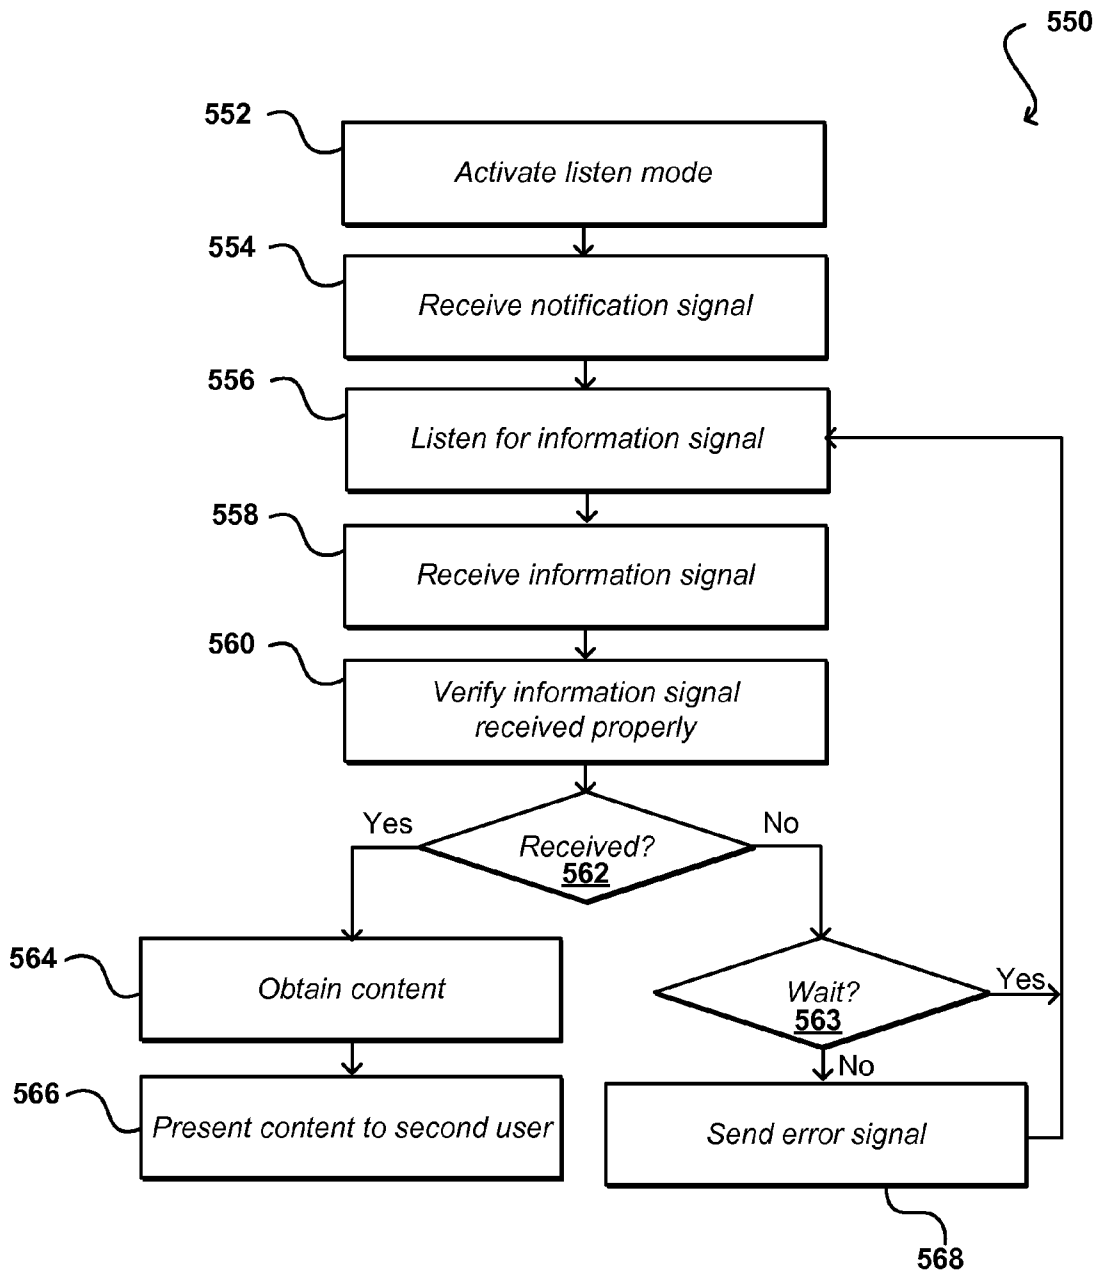 550
552
Activate listen mode
554
Receive notification signal
556
Listen for information signal
558
Receive information signal
560
Verify information signal
received properly
Yes
No
Received?
562
564
Obtain content
Wait?
563
Yes
No
566
Present content to second user
Send error signal
568